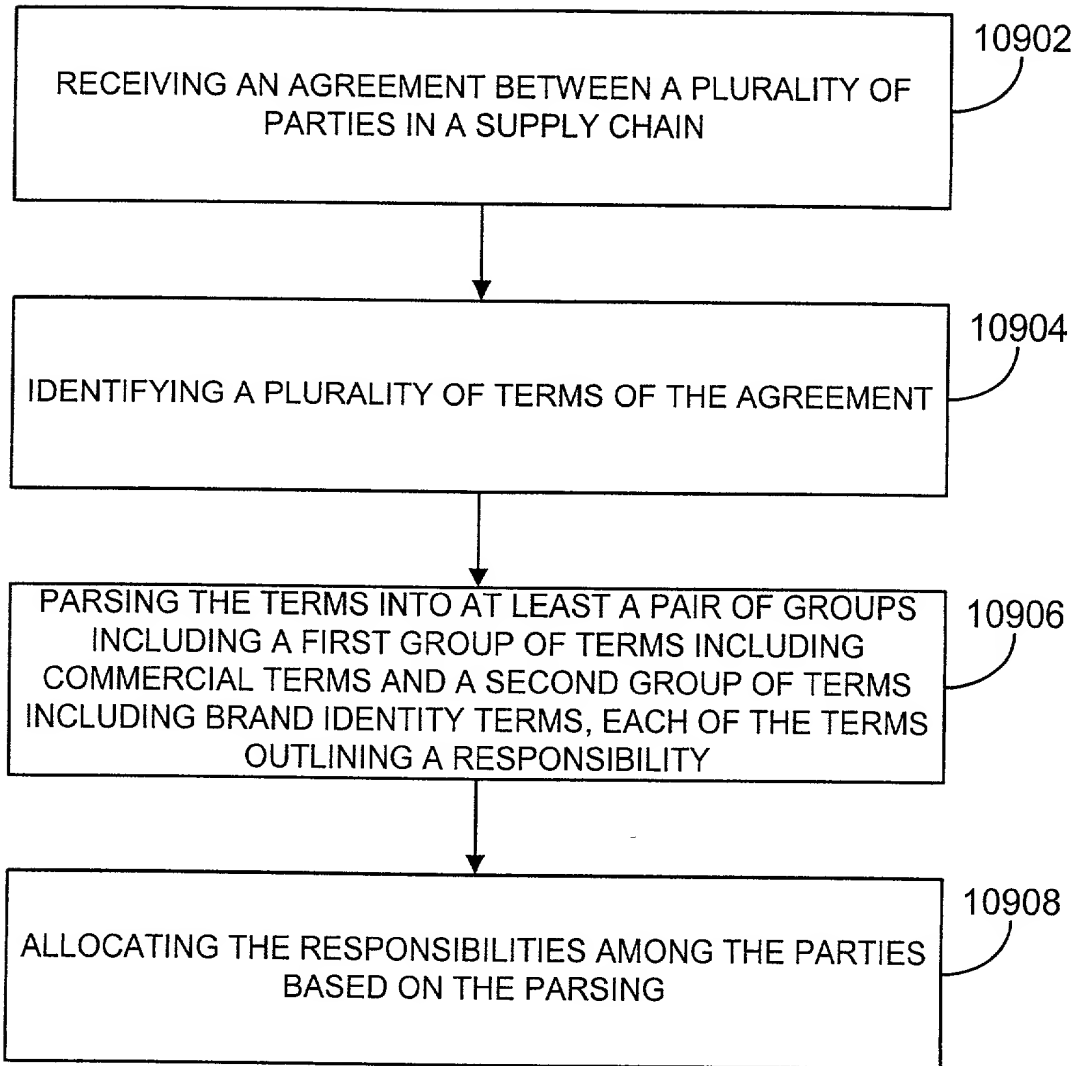 10902
RECEIVING AN AGREEMENT BETWEEN A PLURALITY OF
PARTIES IN A SUPPLY CHAIN
10904
IDENTIFYING A PLURALITY OF TERMS OF THE AGREEMENT
10906
PARSING THE TERMS INTO AT LEAST A PAIR OF GROUPS
INCLUDING A FIRST GROUP OF TERMS INCLUDING
COMMERCIAL TERMS AND A SECOND GROUP OF TERMS
INCLUDING BRAND IDENTITY TERMS, EACH OF THE TERMS
OUTLINING A RESPONSIBILITY
10908
ALLOCATING THE RESPONSIBILITIES AMONG THE PARTIES
BASED ON THE PARSING